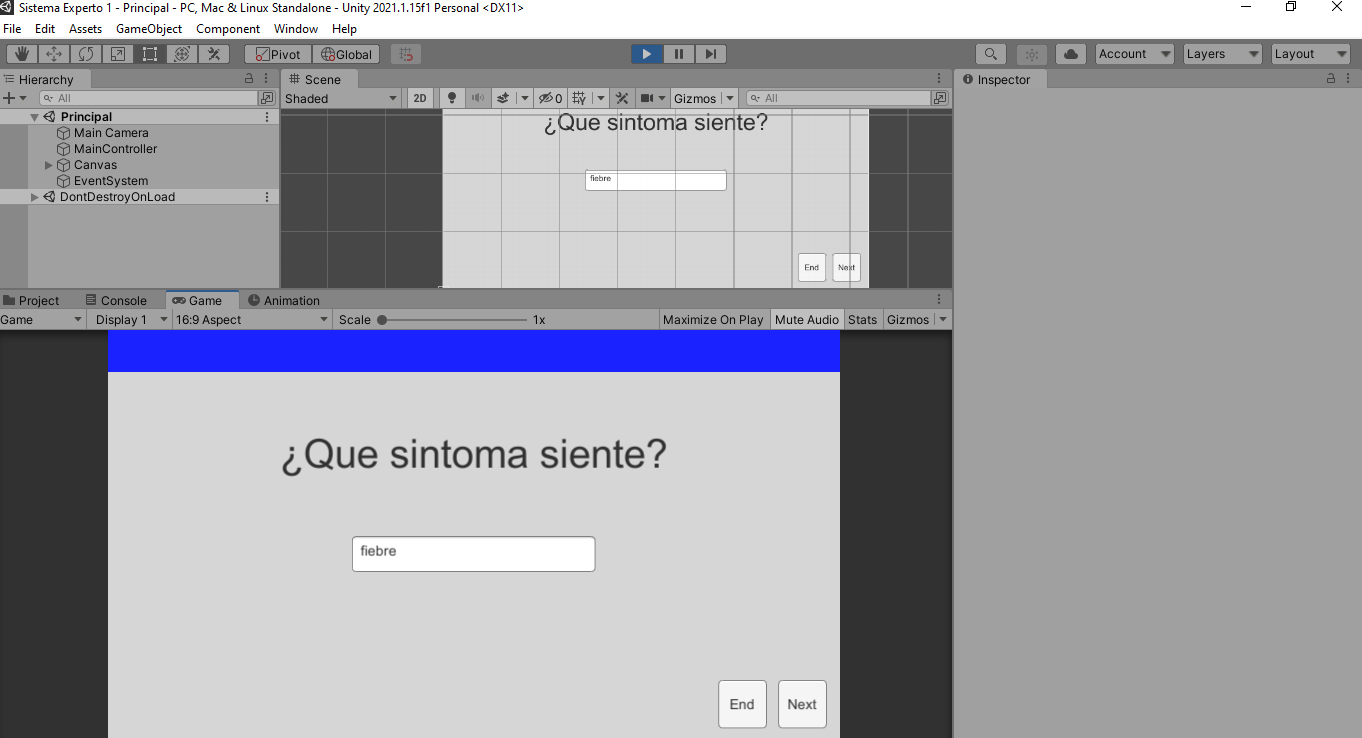 Sistema Experto 1 - Principal - PC, Mac & Linux Standalone - Unity 2021.1.15f1 Personal <DX11>
File Edit Assets GameObject Component Window Help
Pivot Global Account Layers Layout
Hierarchy
All
Principal
Main Camera
MainController
Canvas
EventSystem
DontDestroyOnLoad
Scene
Shaded 2D 0 Gizmos All
¿Que sintoma siente?
fiebre
End Next
Inspector
Project Console Game Animation
Game Display 1 16:9 Aspect Scale 1x Maximize On Play Mute Audio Stats Gizmos
¿Que sintoma siente?
fiebre
End Next